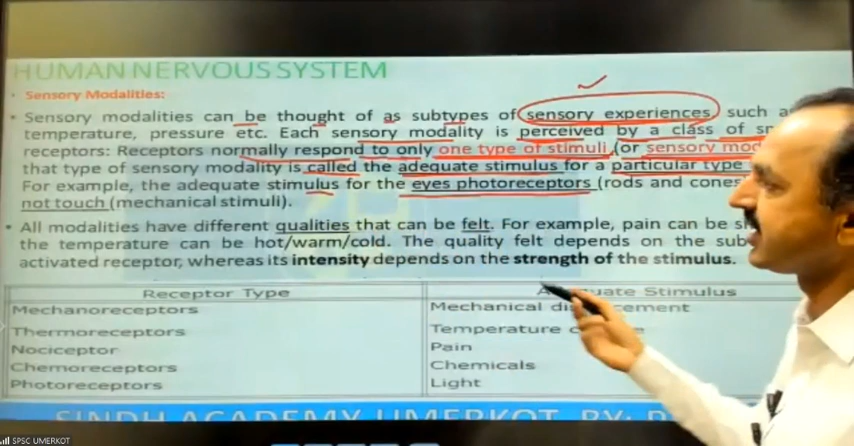 HUMAN NERVOUS SYSTEM
• Sensory Modalities:
• Sensory modalities can be thought of as subtypes of sensory experiences such
temperature, pressure etc. Each sensory modality is perceived by a class of
receptors: Receptors normally respond to only one type of stimuli (or sensory
that type of sensory modality is called the adequate stimulus for a particular type
For example, the adequate stimulus for the eyes photoreceptors (rods and cones
not touch (mechanical stimuli).
• All modalities have different qualities that can be felt. For example, pain can be
the temperature can be hot/warm/cold. The quality felt depends on the
activated receptor, whereas its intensity depends on the strength of the stimulus.
Receptor Type Stimulus
Mechanoreceptors Mechanical
Thermoreceptors Temperature
Nociceptor Pain
Chemoreceptors Chemicals
Photoreceptors Light
SINDH ACADEMY UMERKOT BY:
SPSC UMERKOT